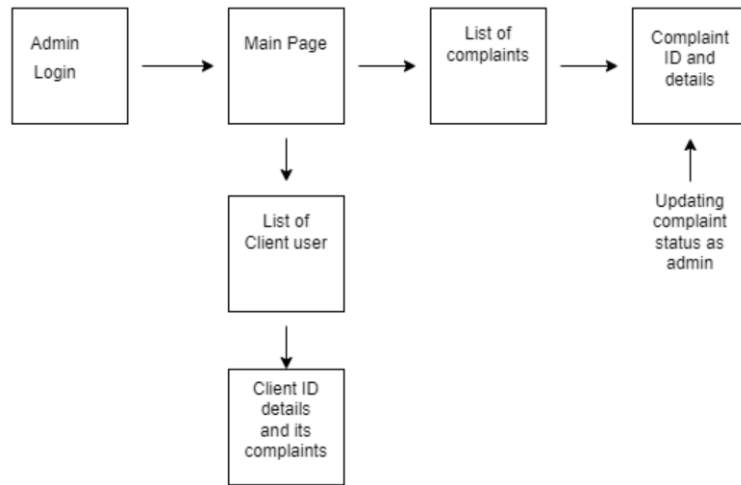 Admin
Login
Main Page
List of
complaints
Complaint
ID and
details
Updating
complaint
status as
admin
List of
Client user
Client ID
details
and its
complaints